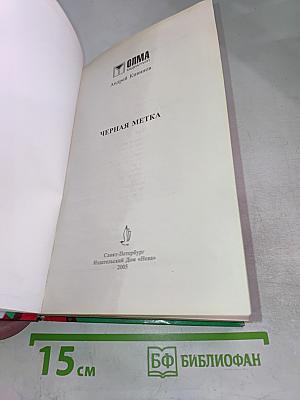 ОЛМА
Андрей Кивинов
ЧЕРНАЯ МЕТКА
Санкт-Петербург
Издательский Дом «Нева»
2005
15 см
БФ БИБЛИОФАН